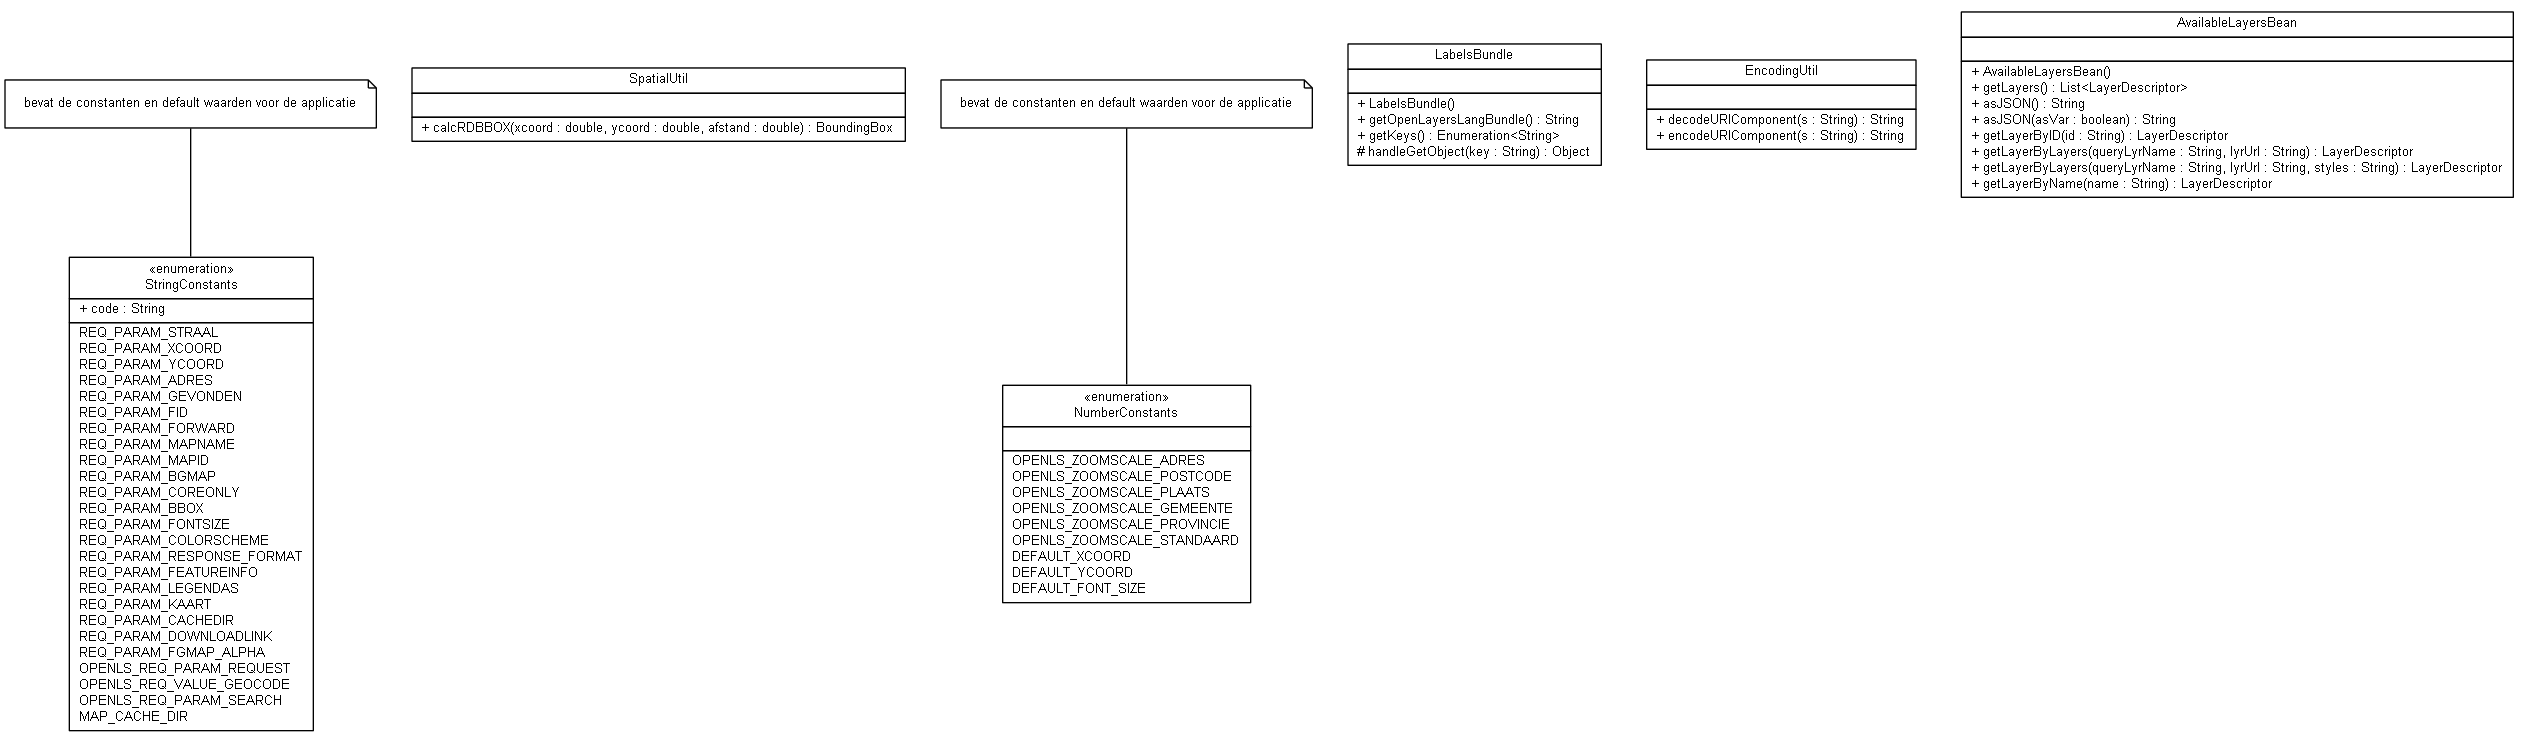 bevat de constanten en default waarden voor de applicatie
«enumeration»
StringConstants
+ code : String
REQ_PARAM_STRAAL
REQ_PARAM_XCOORD
REQ_PARAM_YCOORD
REQ_PARAM_ADRES
REQ_PARAM_GEVONDEN
REQ_PARAM_FID
REQ_PARAM_FORWARD
REQ_PARAM_MAPNAME
REQ_PARAM_MAPID
REQ_PARAM_BGMAP
REQ_PARAM_COREONLY
REQ_PARAM_BBOX
REQ_PARAM_FONTSIZE
REQ_PARAM_COLORSCHEME
REQ_PARAM_RESPONSE_FORMAT
REQ_PARAM_FEATUREINFO
REQ_PARAM_LEGENDAS
REQ_PARAM_KAART
REQ_PARAM_CACHEDIR
REQ_PARAM_DOWNLOADLINK
REQ_PARAM_FGMAP_ALPHA
OPENLS_REQ_PARAM_REQUEST
OPENLS_REQ_VALUE_GEOCODE
OPENLS_REQ_PARAM_SEARCH
MAP_CACHE_DIR
SpatialUtil
+ calcRDBBOX(xcoord : double, ycoord : double, afstand : double) : BoundingBox
bevat de constanten en default waarden voor de applicatie
«enumeration»
NumberConstants
OPENLS_ZOOMSCALE_ADRES
OPENLS_ZOOMSCALE_POSTCODE
OPENLS_ZOOMSCALE_PLAATS
OPENLS_ZOOMSCALE_GEMEENTE
OPENLS_ZOOMSCALE_PROVINCIE
OPENLS_ZOOMSCALE_STANDAARD
DEFAULT_XCOORD
DEFAULT_YCOORD
DEFAULT_FONT_SIZE
LabelsBundle
+ LabelsBundle()
+ getOpenLayersLangBundle() : String
+ getKeys() : Enumeration<String>
# handleGetObject(key : String) : Object
EncodingUtil
+ decodeURIComponent(s : String) : String
+ encodeURIComponent(s : String) : String
AvailableLayersBean
+ AvailableLayersBean()
+ getLayers() : List<LayerDescriptor>
+ asJSON() : String
+ asJSON(asVar : boolean) : String
+ getLayerByID(id : String) : LayerDescriptor
+ getLayerByLayers(queryLyrName : String, lyrUrl : String) : LayerDescriptor
+ getLayerByLayers(queryLyrName : String, lyrUrl : String, styles : String) : LayerDescriptor
+ getLayerByName(name : String) : LayerDescriptor